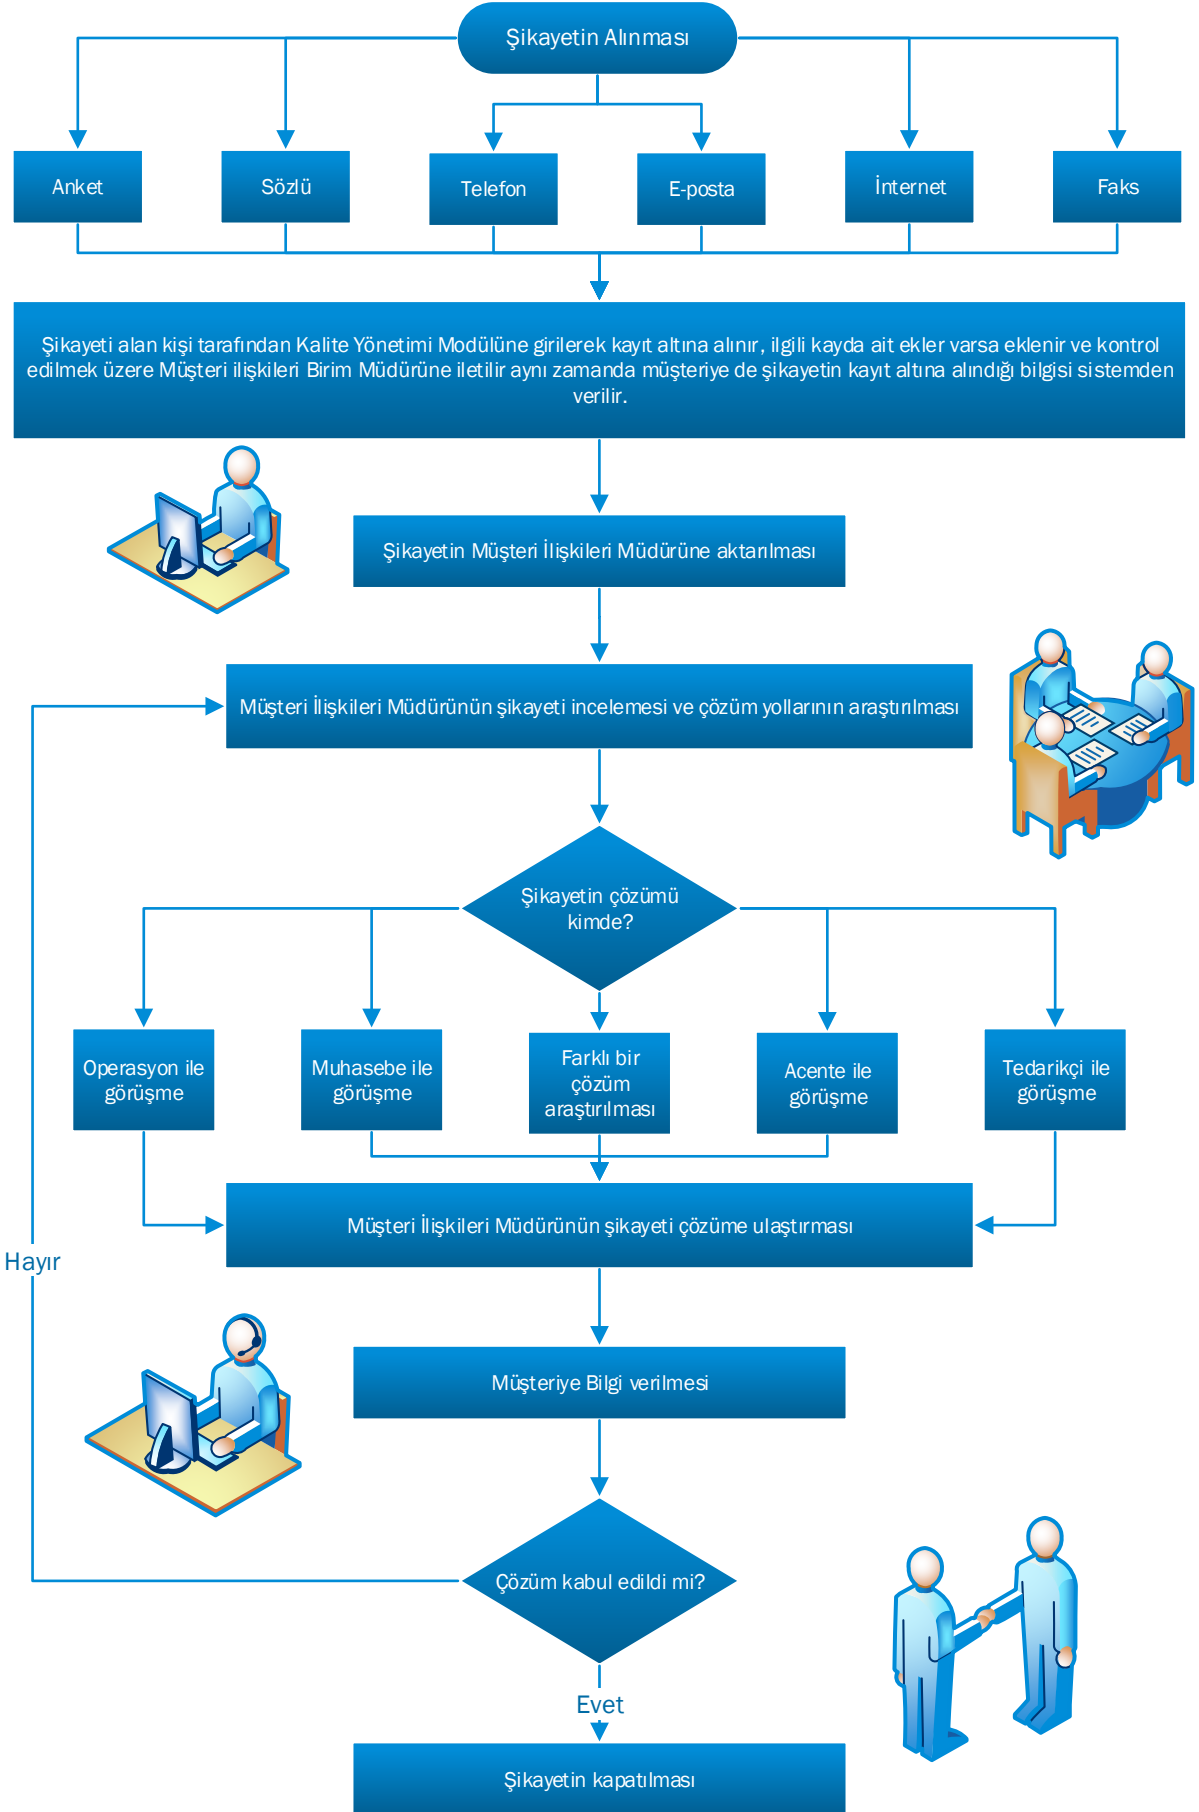 Şikayetin Alınması
Anket
Sözlü
Telefon
E-posta
İnternet
Faks
Şikayeti alan kişi tarafından Kalite Yönetimi Modülüne girilerek kayıt altına alınır, ilgili kayda ait ekler varsa eklenir ve kontrol
edilmek üzere Müşteri ilişkileri Birim Müdürüne iletilir aynı zamanda müşteriye de şikayetin kayıt altına alındığı bilgisi sistemden
verilir.
Şikayetin Müşteri İlişkileri Müdürüne aktarılması
Müşteri İlişkileri Müdürünün şikayeti incelemesi ve çözüm yollarının araştırılması
Şikayetin çözümü
kimde?
Operasyon ile
görüşme
Muhasebe ile
görüşme
Farklı bir
çözüm
araştırılması
Acente ile
görüşme
Tedarikçi ile
görüşme
Müşteri İlişkileri Müdürünün şikayeti çözüme ulaştırması
Hayır
Müşteriye Bilgi verilmesi
Çözüm kabul edildi mi?
Evet
Şikayetin kapatılması